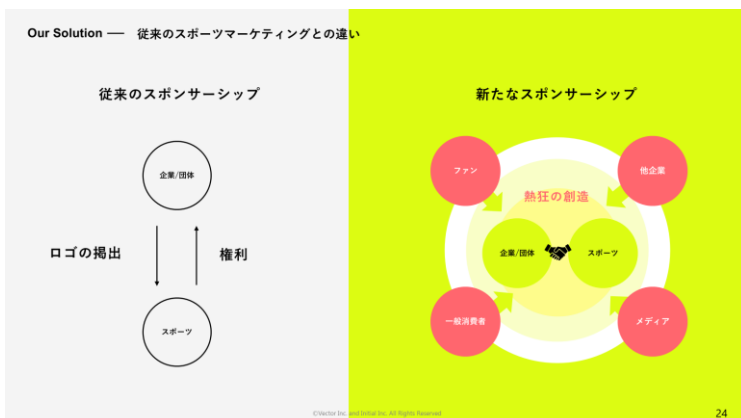 Our Solution — 従来のスポーツマーケティングとの違い
従来のスポンサーシップ
企業/団体
ロゴの掲出
権利
スポーツ
新たなスポンサーシップ
ファン
他企業
熱狂の創造
企業/団体
スポーツ
一般消費者
メディア
©Vector Inc. and Initial Inc. All Rights Reserved
24